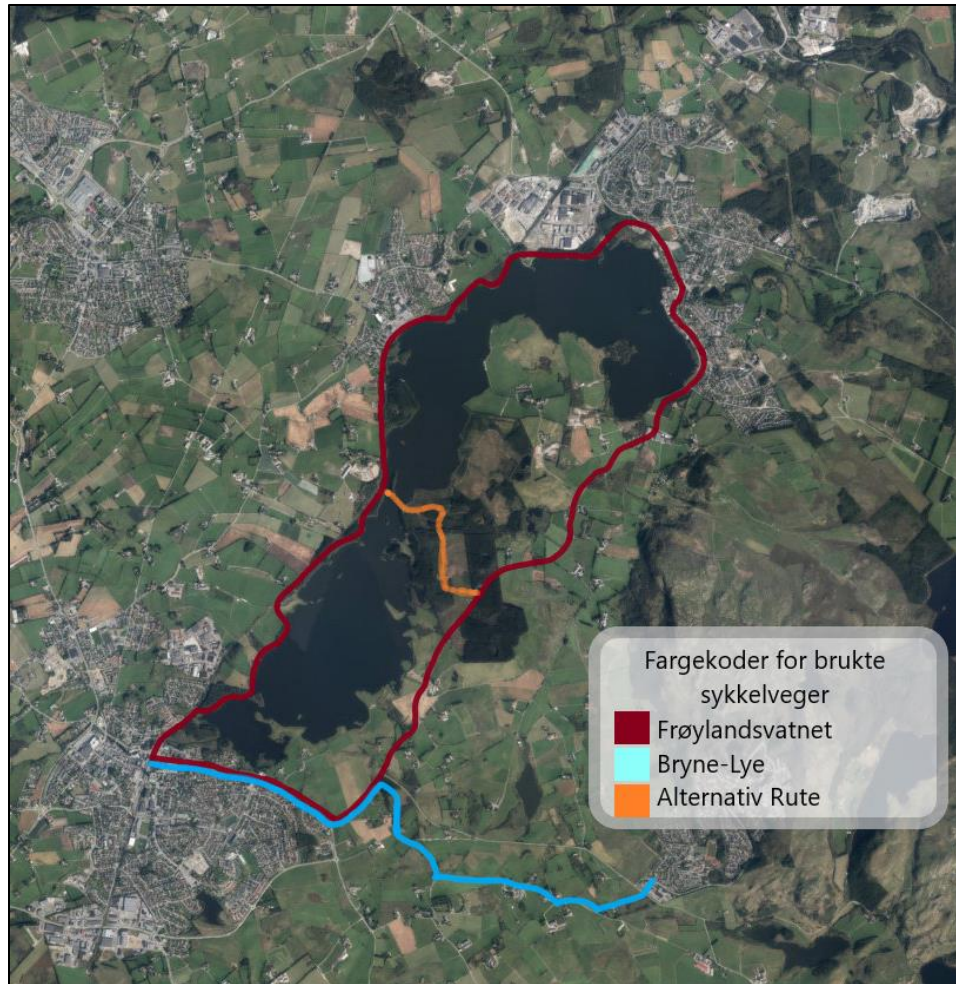 Fargekoder for brukte
sykkelveger
Frøylandsvatnet
Bryne-Lye
Alternativ Rute